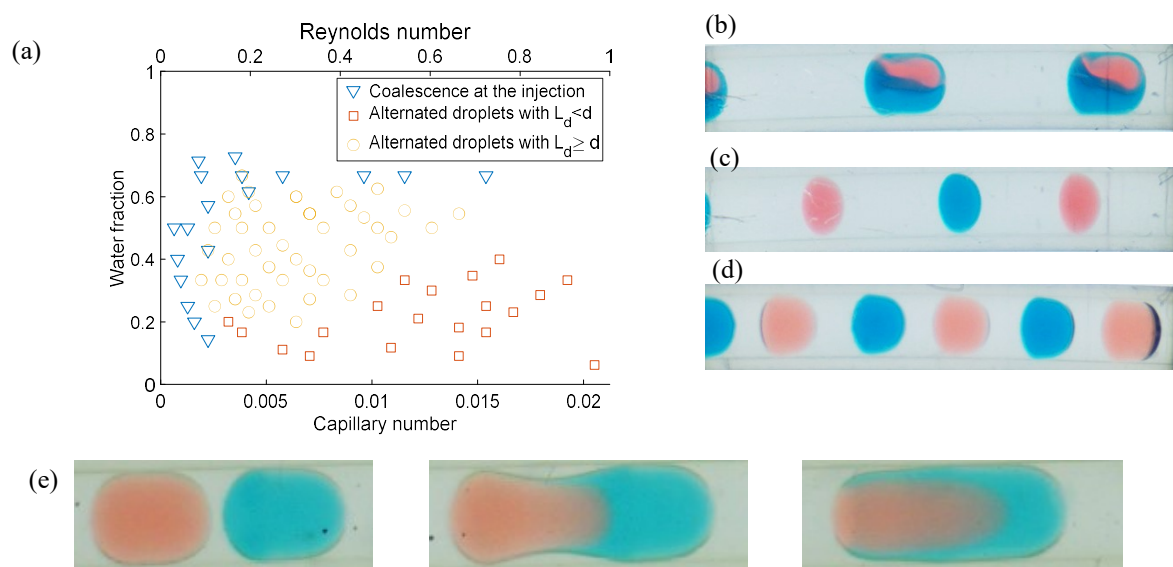 (a)
Reynolds number
0 0.2 0.4 0.6 0.8 1
Coalescence at the injection
Alternated droplets with L_d<d
Alternated droplets with L_d≥ d
Water fraction
1
0.8
0.6
0.4
0.2
0
0 0.005 0.01 0.015 0.02
Capillary number
(b)
(c)
(d)
(e)